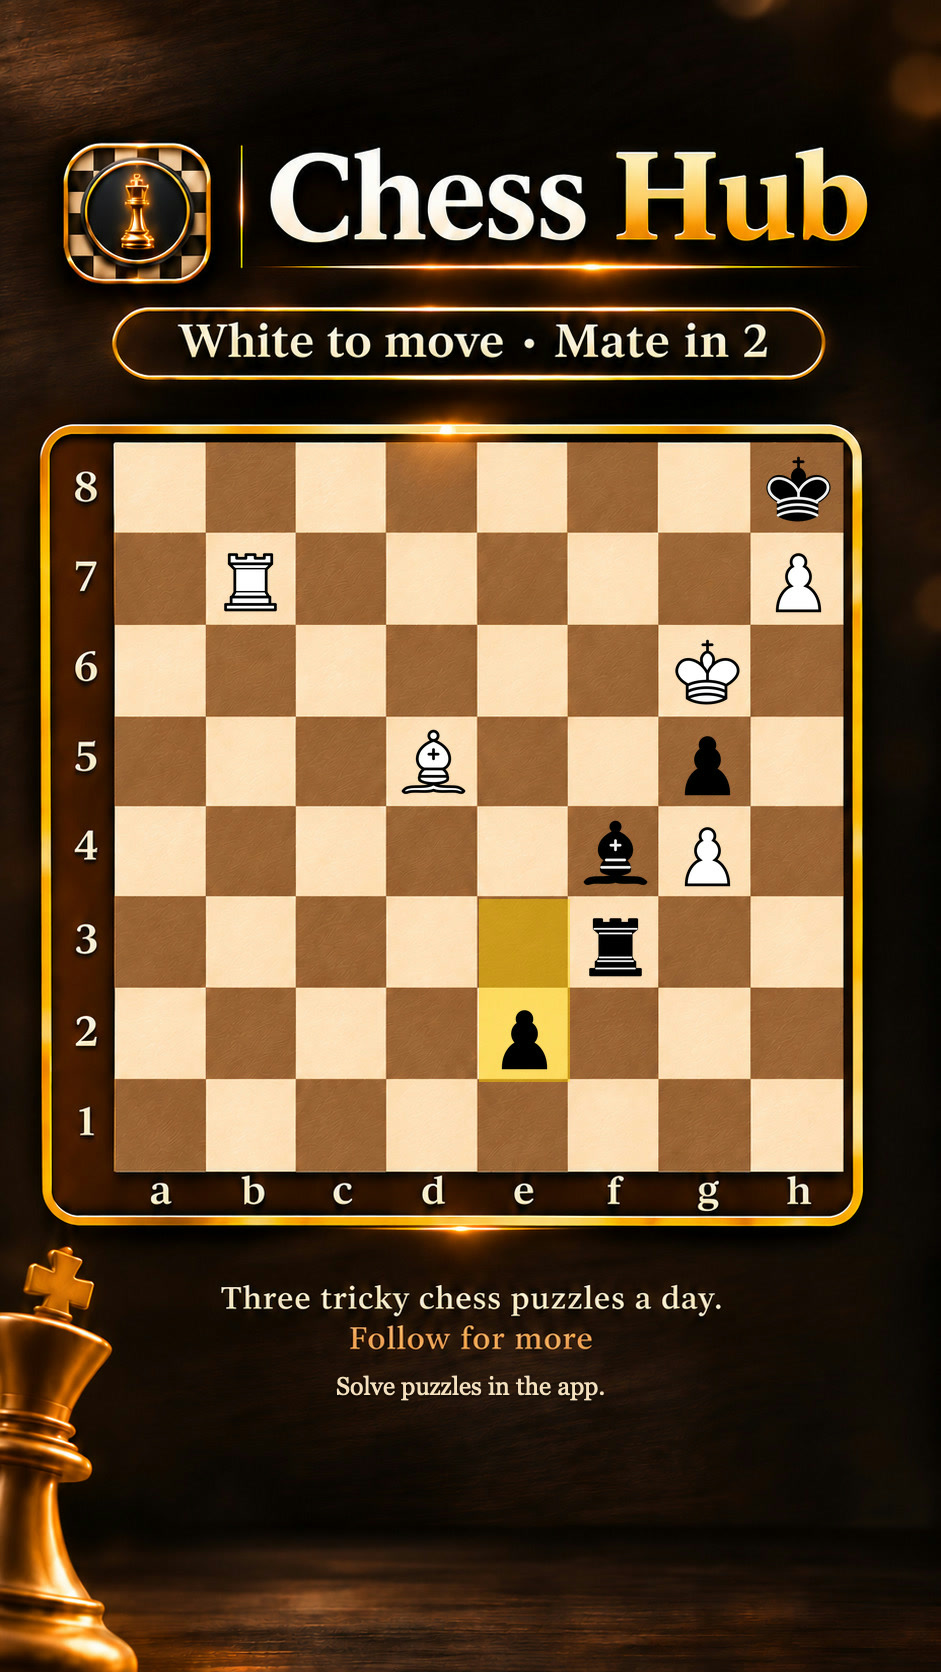 Chess Hub
White to move • Mate in 2
8
7
6
5
4
3
2
1
a b c d e f g h
Three tricky chess puzzles a day.
Follow for more
Solve puzzles in the app.